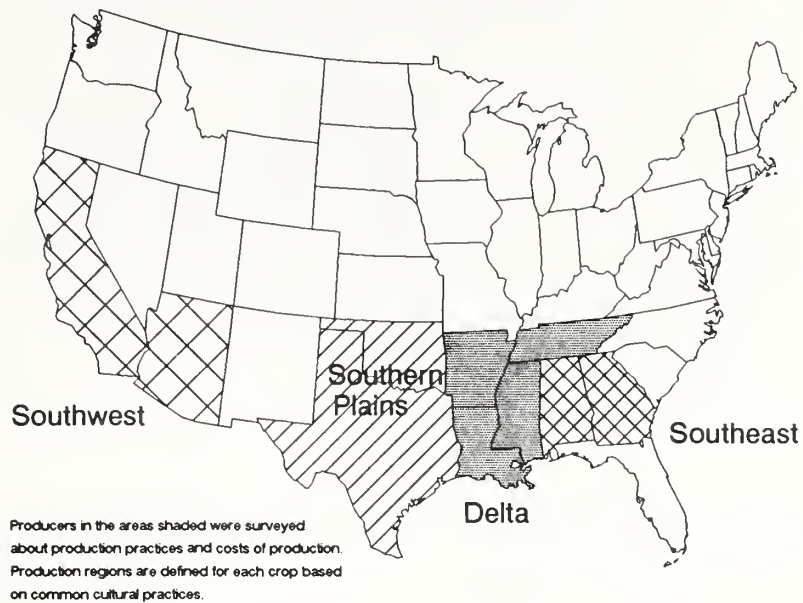 Southern
Plains
Southwest
Southeast
Delta
Producers in the areas shaded were surveyed
about production practices and costs of production.
Production regions are defined for each crop based
on common cultural practices.